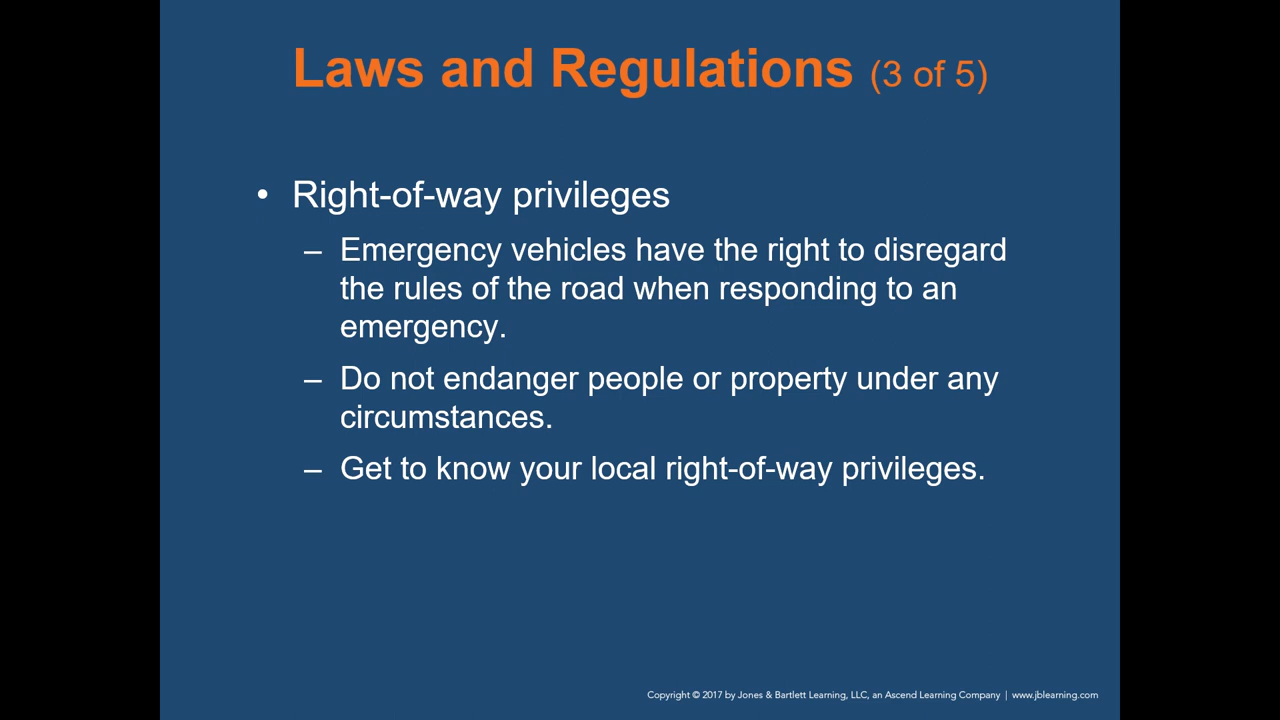 Laws and Regulations (3 of 5)
• Right-of-way privileges
– Emergency vehicles have the right to disregard
the rules of the road when responding to an
emergency.
– Do not endanger people or property under any
circumstances.
– Get to know your local right-of-way privileges.
Copyright © 2017 by Jones & Bartlett Learning, LLC, an Ascend Learning Company | www.jblearning.com